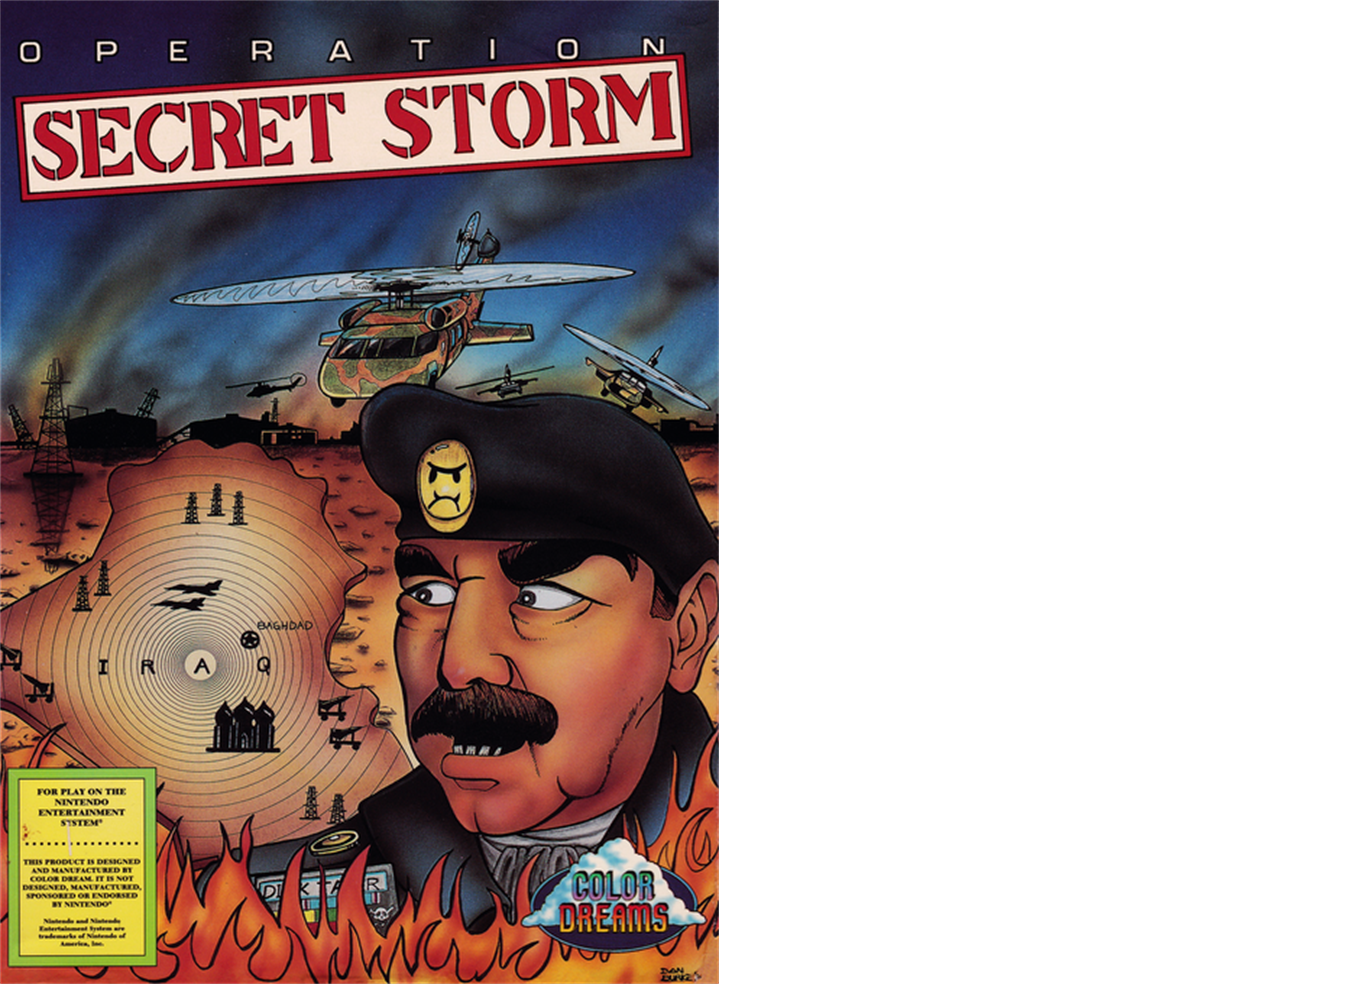 OPERATION
SECRET STORM
BAGHDAD
IRAQ
FOR PLAY ON THE
NINTENDO
ENTERTAINMENT
SYSTEM®
THIS PRODUCT IS DESIGNED
AND MANUFACTURED BY
COLOR DREAM. IT IS NOT
DESIGNED, MANUFACTURED,
SPONSORED OR ENDORSED
BY NINTENDO®
Nintendo and Nintendo
Entertainment System are
trademarks of Nintendo of
America, Inc.
COLOR
DREAMS
DAN